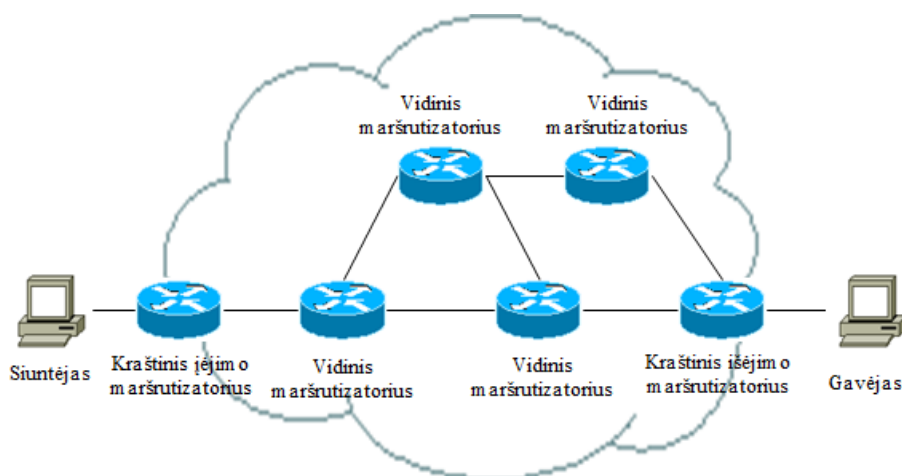 Vidinis
maršrutizatorius
Vidinis
maršrutizatorius
Siuntėjas
Kraštinis įėjimo
maršrutizatorius
Vidinis
maršrutizatorius
Vidinis
maršrutizatorius
Kraštinis išėjimo
maršrutizatorius
Gavėjas